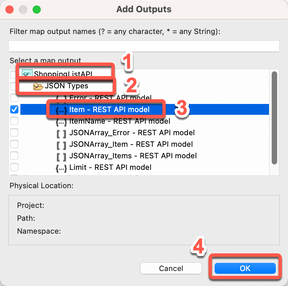 Add Outputs
Filter map output names (? = any character, * = any String):
Select a map output
1
ShoppingListAPI
2
JSON Types
Error - REST API model
{...} Item - REST API model
3
{...} ItemName - REST API model
[ ] JSONArray_Error - REST API model
[ ] JSONArray_Item - REST API model
[ ] JSONArray_Items - REST API model
{...} Limit - REST API model
Physical Location:
Project:
Path:
Namespace:
4
Cancel
OK